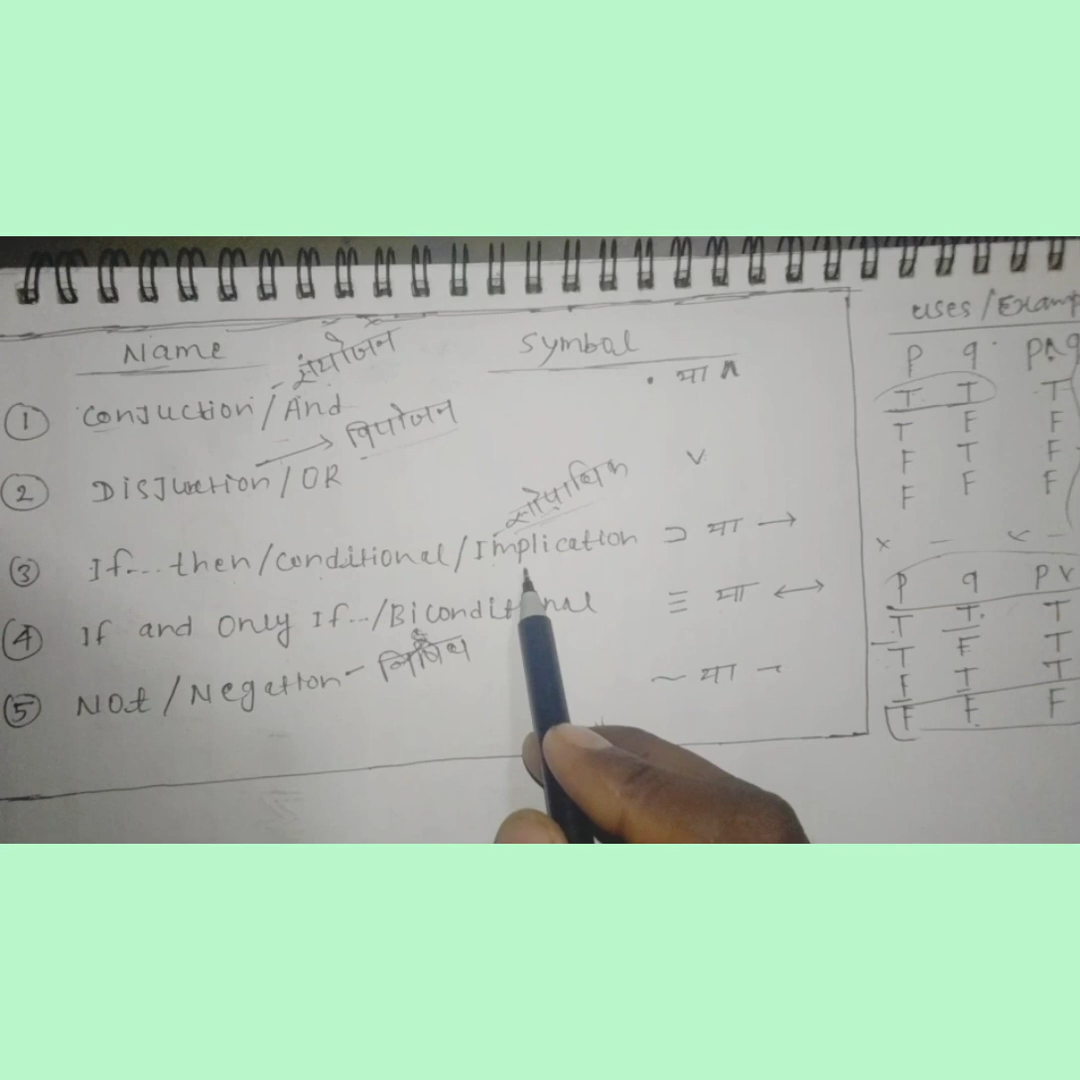 Name Symbol
संयोजन
① Conjuction / And • या ∧
→ वियोजन
② Disjuction / OR v
सोपाधिक
③ If... then / Conditional / Implication ⊃ या →
④ If and Only If... / Biconditional ≡ या ↔
⑤ Not / Negation - निषेध ~ या ¬
uses / Examp
p q p∧q
T T T
T F F
F T F
F F F
p q p v
T T T
T F T
F T T
F F F